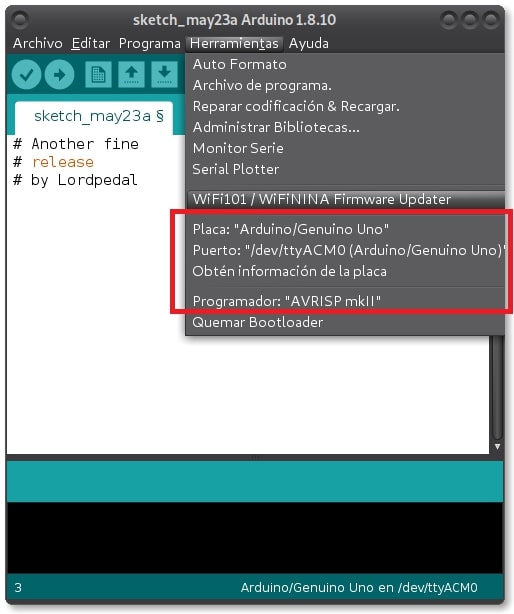 sketch_may23a Arduino 1.8.10
Archivo Editar Programa Herramientas Ayuda
sketch_may23a §
# Another fine
# release
# by Lordpedal
Auto Formato
Archivo de programa.
Reparar codificación & Recargar.
Administrar Bibliotecas...
Monitor Serie
Serial Plotter
WiFi101 / WiFiNINA Firmware Updater
Placa: "Arduino/Genuino Uno"
Puerto: "/dev/ttyACM0 (Arduino/Genuino Uno)"
Obtén información de la placa
Programador: "AVRISP mkII"
Quemar Bootloader
3 Arduino/Genuino Uno en /dev/ttyACM0